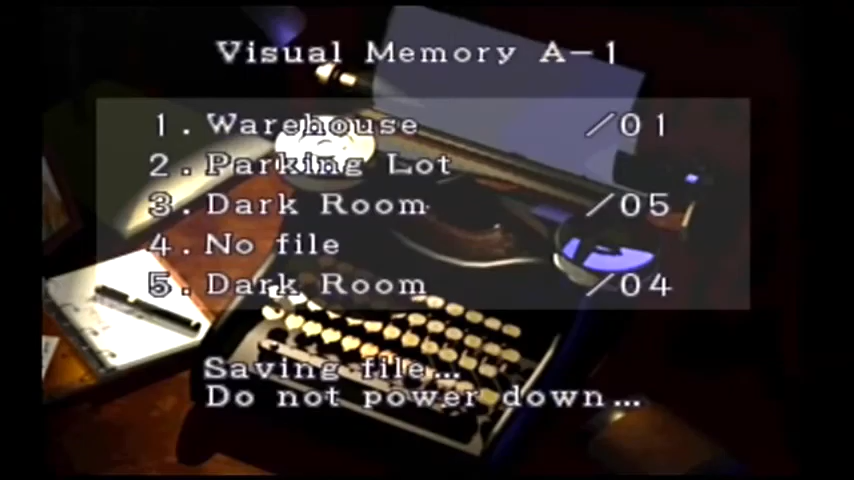 Visual Memory A-1
1. Warehouse /01
2. Parking Lot
3. Dark Room /05
4. No file
5. Dark Room /04
Saving file...
Do not power down...